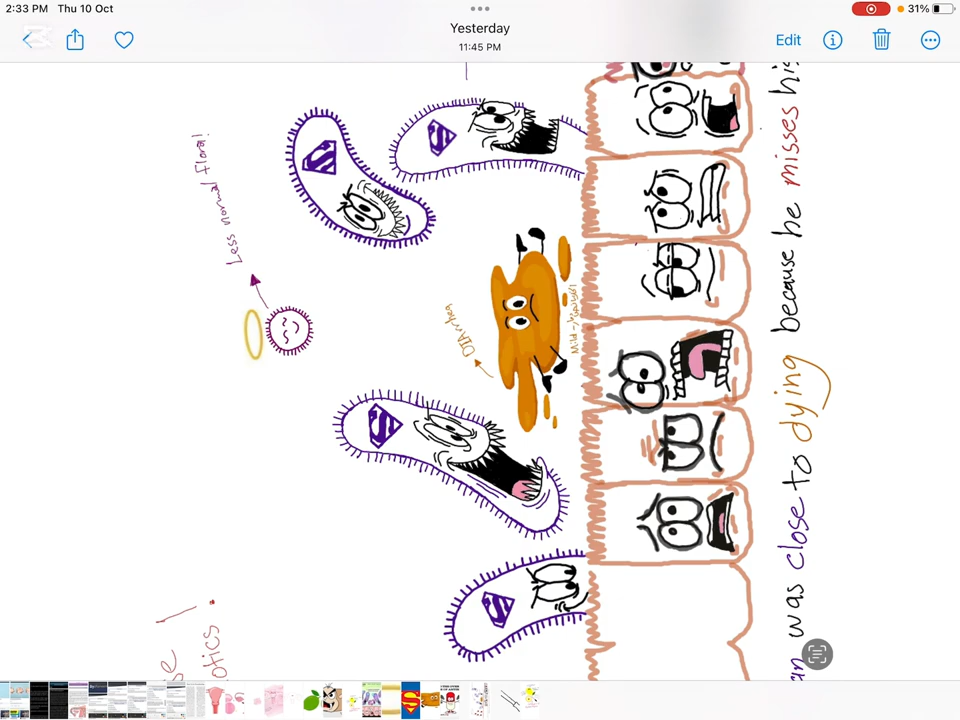 2:33 PM Thu 10 Oct
31%
Yesterday
11:45 PM
Edit
Less normal flora!
DIArrhea
was close to dying because he misses his
otics.